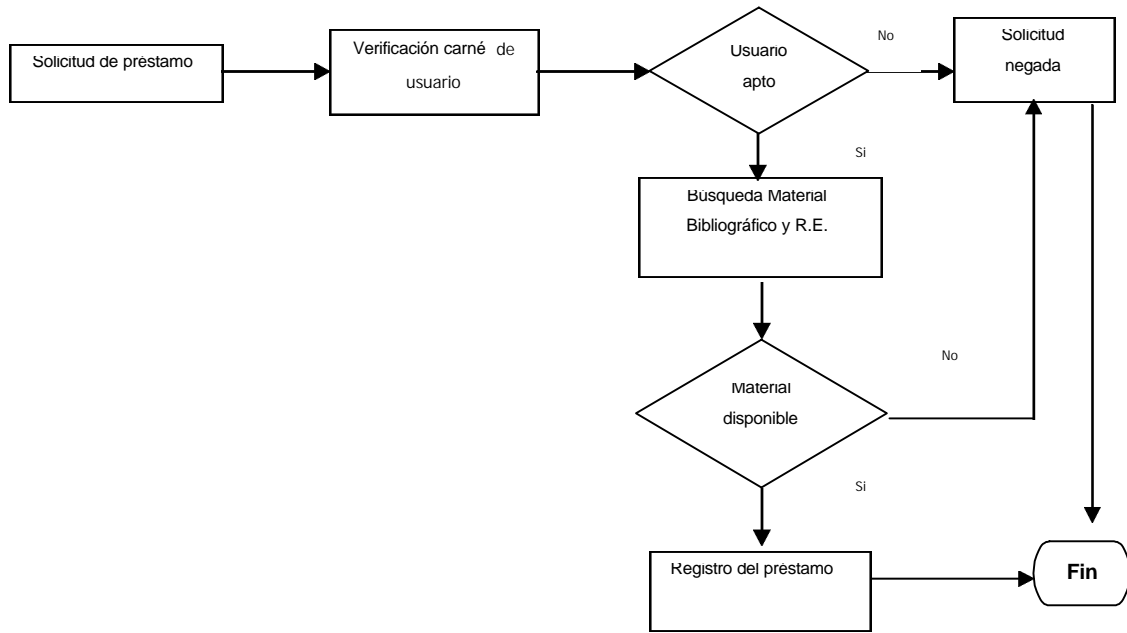 Solicitud de préstamo
Verificación carné de
usuario
Usuario
apto
No
Solicitud
negada
Si
Búsqueda Material
Bibliográfico y R.E.
Material
disponible
No
Si
Registro del préstamo
Fin